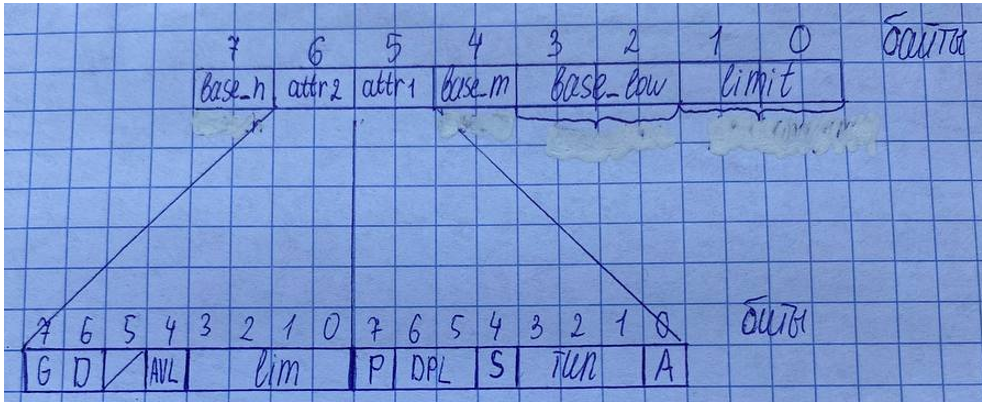 7 6 5 4 3 2 1 0 байты
base_h attr2 attr1 base_m base_low limit
7 6 5 4 3 2 1 0 7 6 5 4 3 2 1 0 биты
G D AVL lim P DPL S тип A